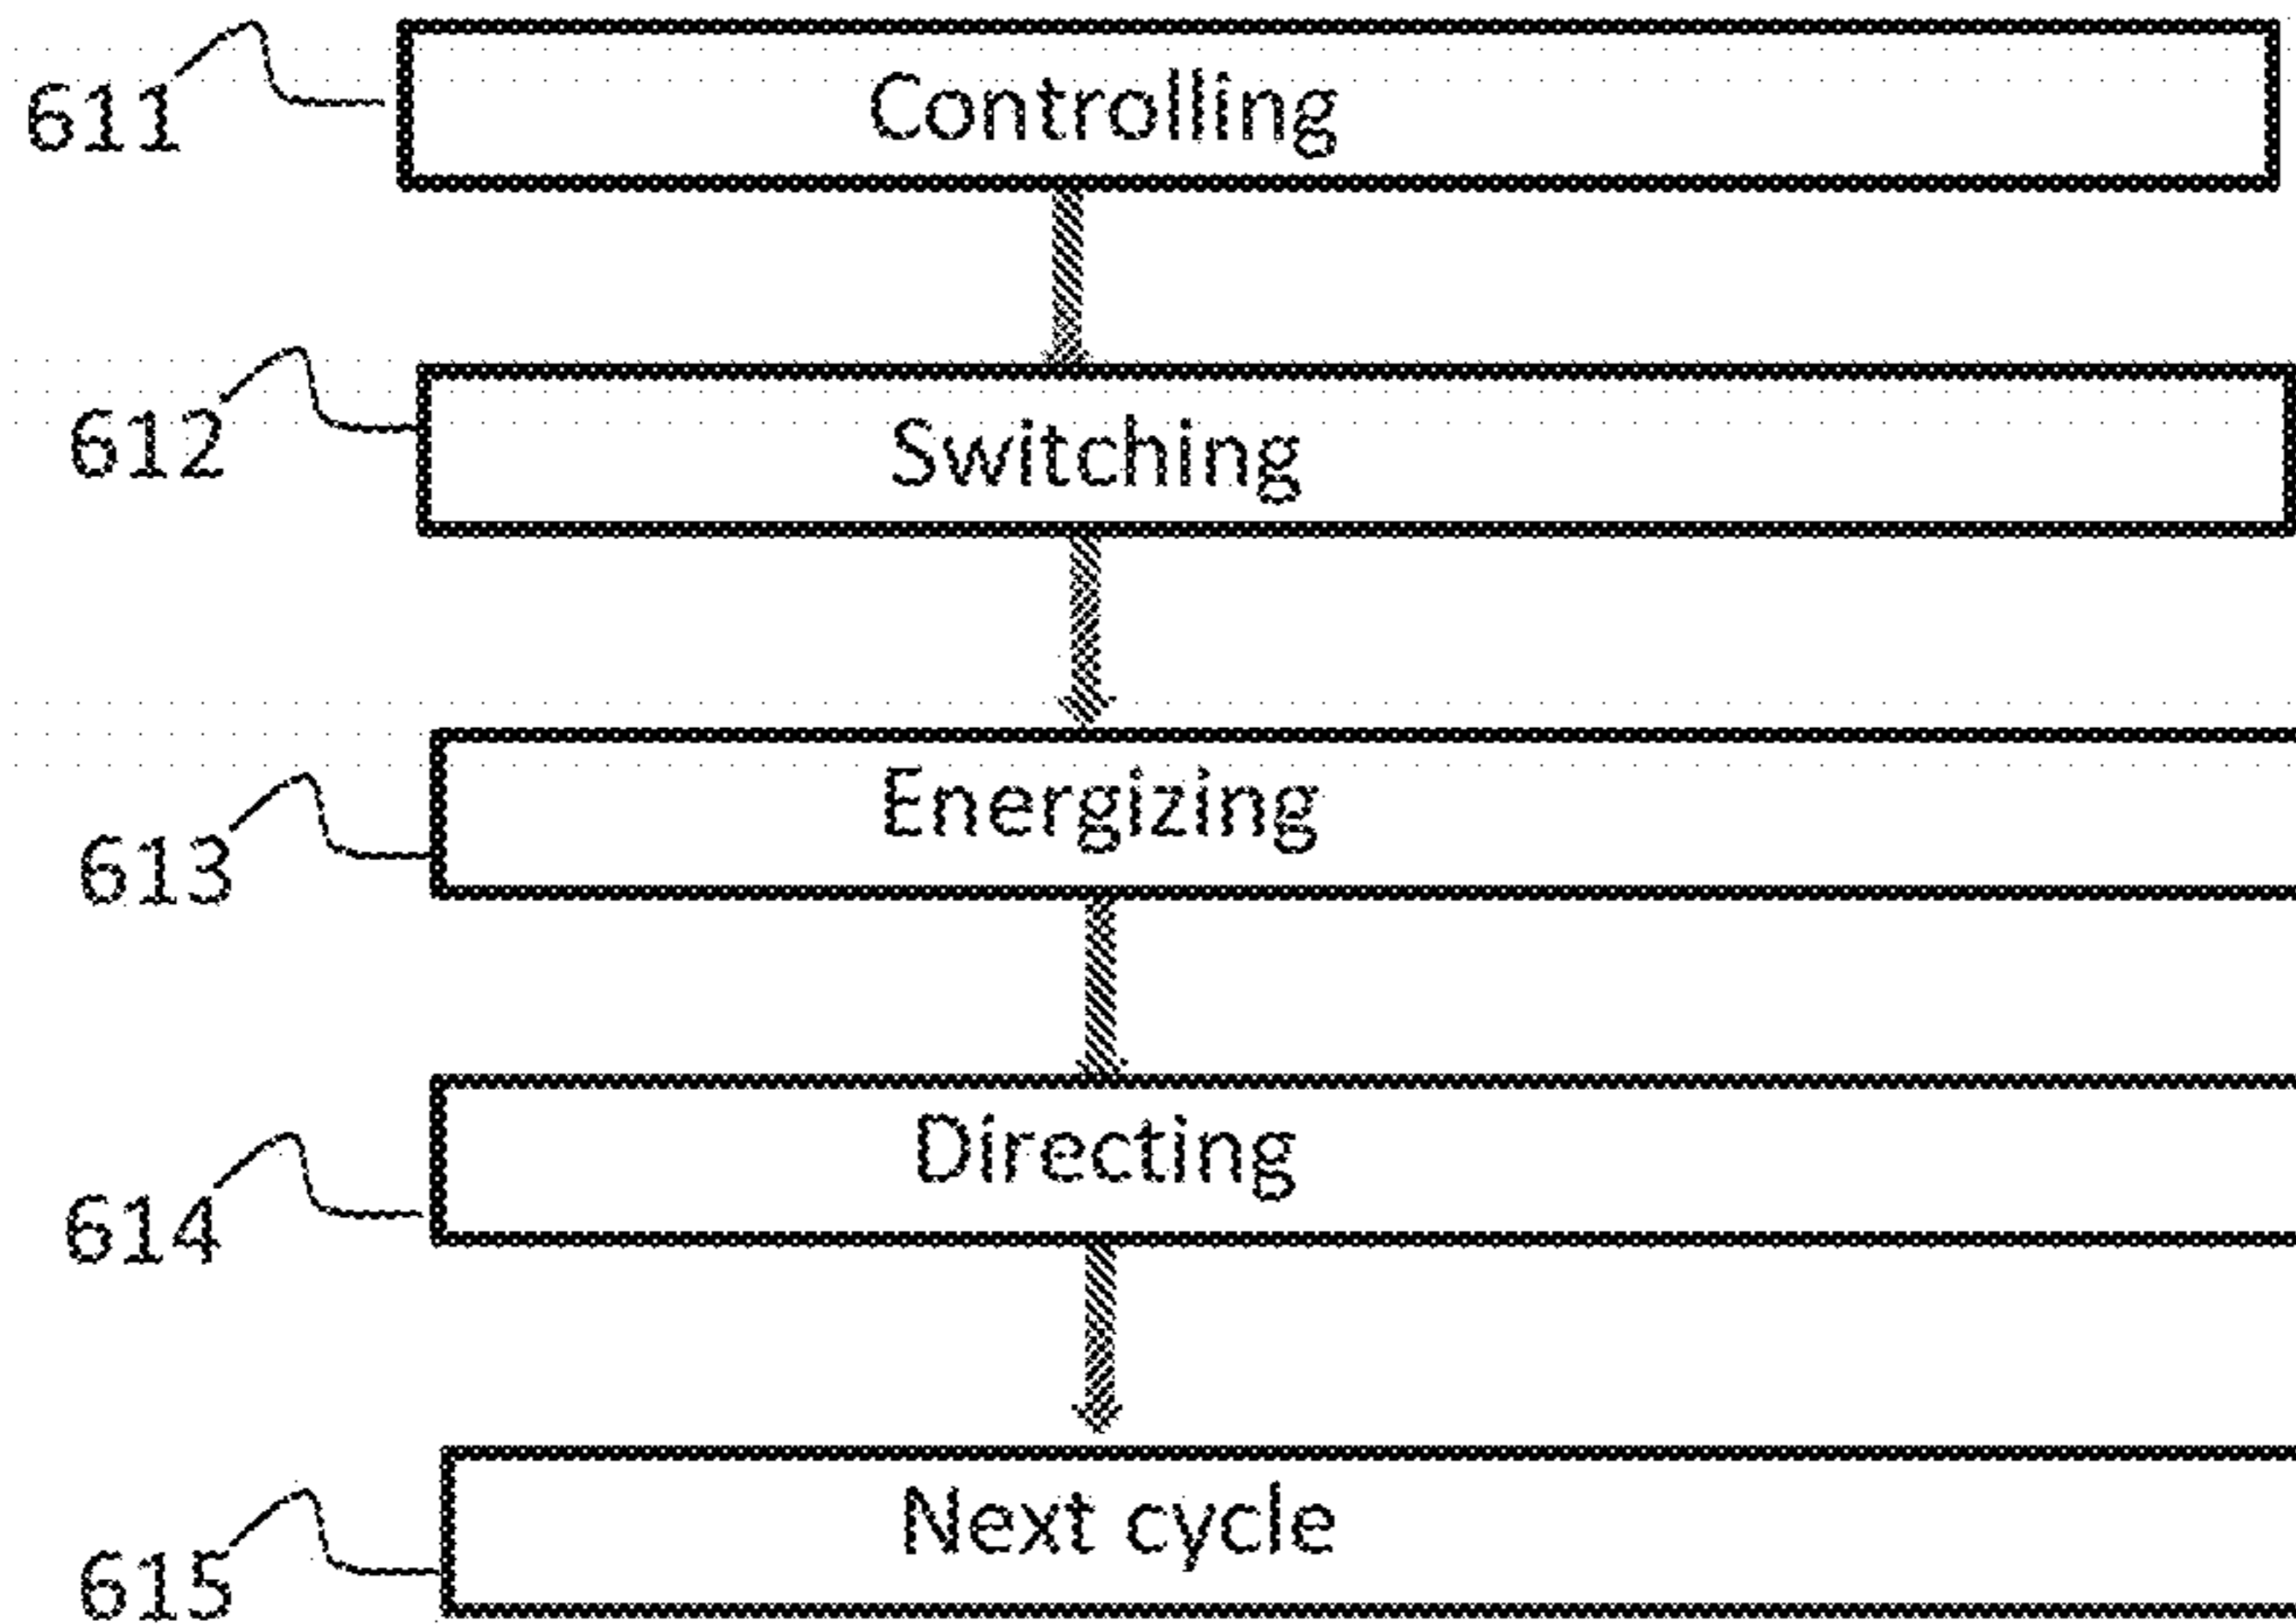 611 Controlling
612 Switching
613 Energizing
614 Directing
615 Next cycle